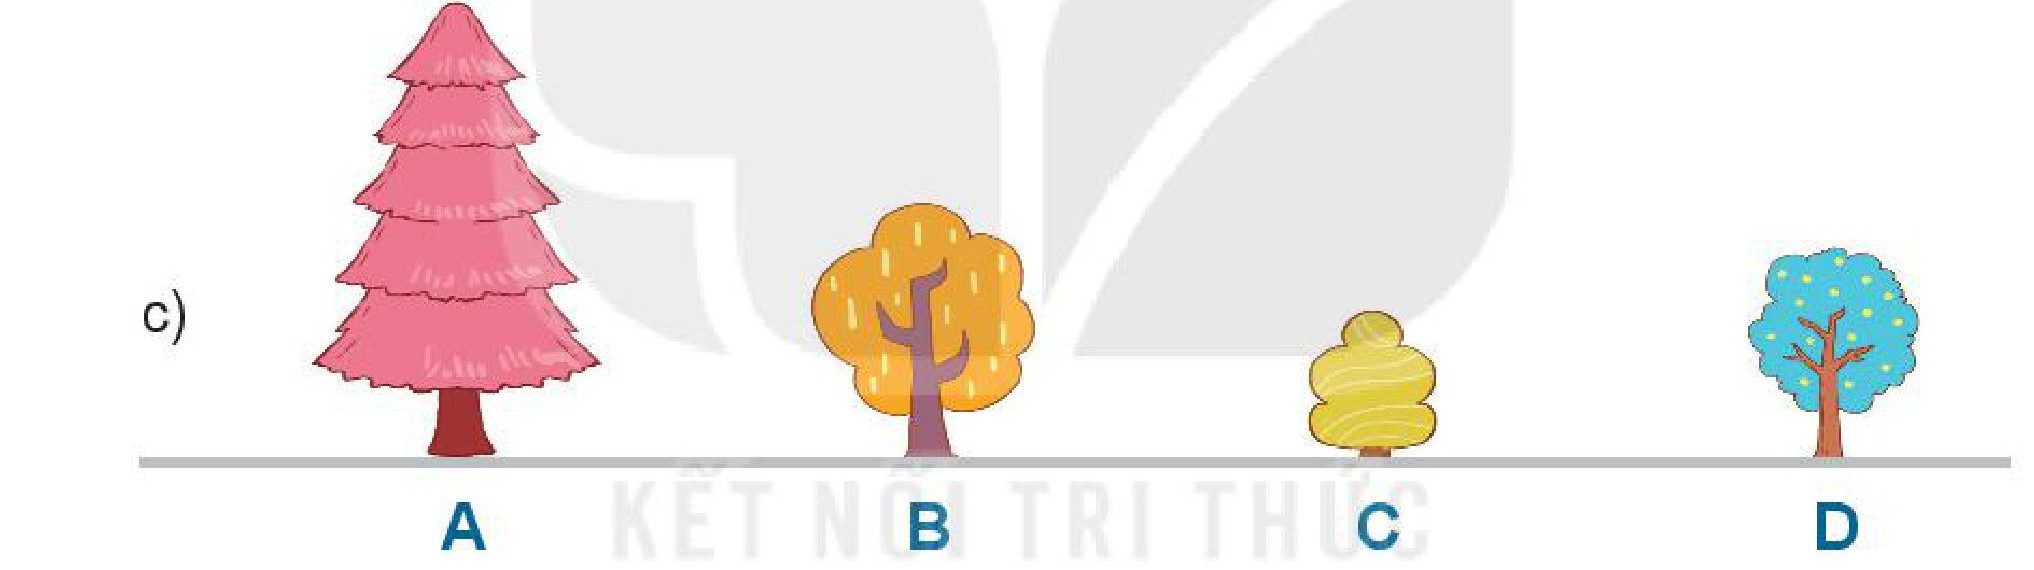 c)
A B C D
KẾT NỐI TRI THỨC